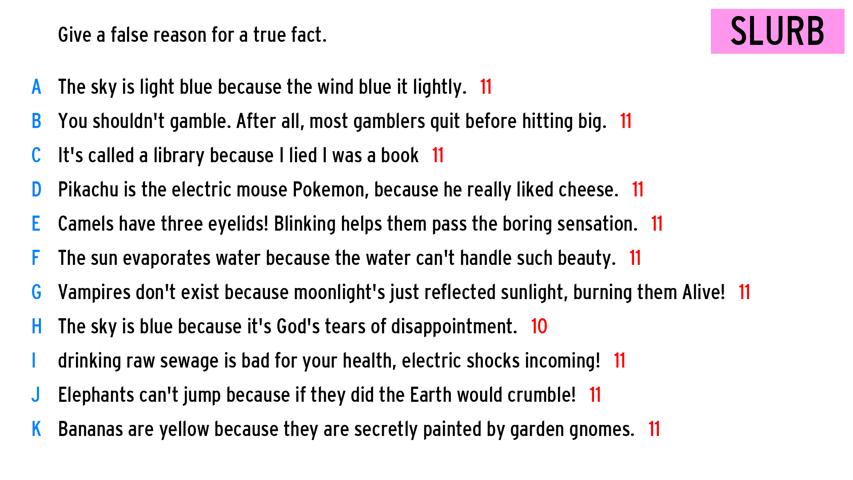 Give a false reason for a true fact.
SLURB
A The sky is light blue because the wind blue it lightly. 11
B You shouldn't gamble. After all, most gamblers quit before hitting big. 11
C It's called a library because I lied I was a book 11
D Pikachu is the electric mouse Pokemon, because he really liked cheese. 11
E Camels have three eyelids! Blinking helps them pass the boring sensation. 11
F The sun evaporates water because the water can't handle such beauty. 11
G Vampires don't exist because moonlight's just reflected sunlight, burning them Alive! 11
H The sky is blue because it's God's tears of disappointment. 10
I drinking raw sewage is bad for your health, electric shocks incoming! 11
J Elephants can't jump because if they did the Earth would crumble! 11
K Bananas are yellow because they are secretly painted by garden gnomes. 11